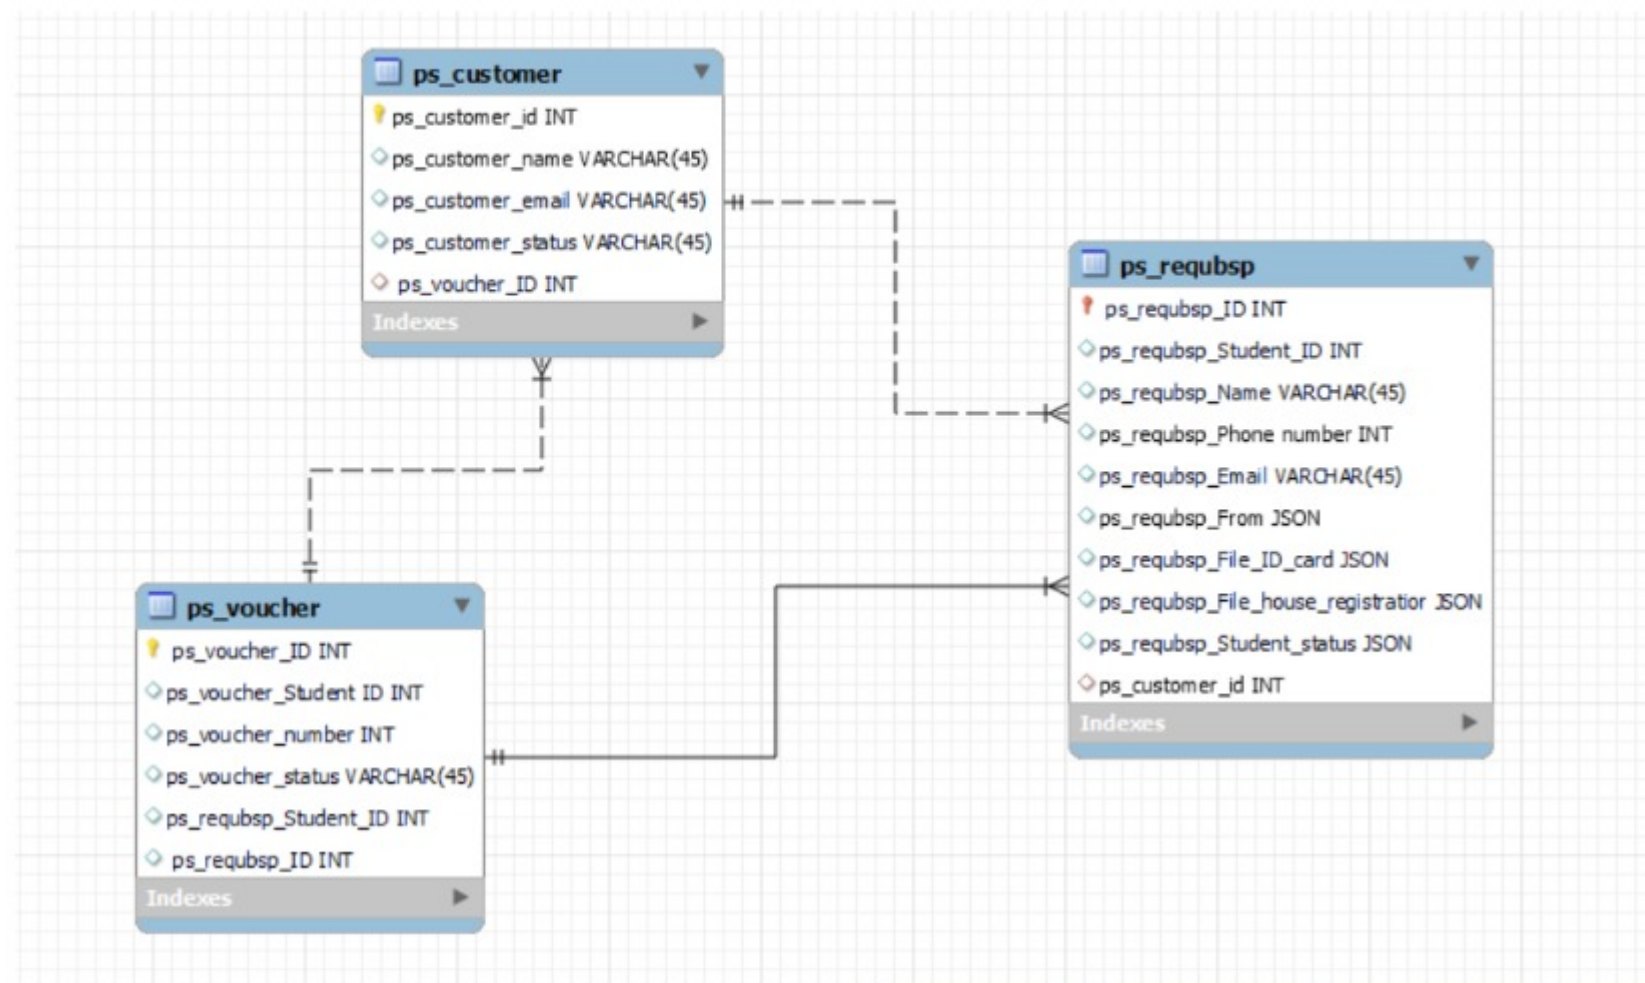 ps_customer
ps_customer_id INT
ps_customer_name VARCHAR(45)
ps_customer_email VARCHAR(45)
ps_customer_status VARCHAR(45)
ps_voucher_ID INT
Indexes
ps_requbsp
ps_requbsp_ID INT
ps_requbsp_Student_ID INT
ps_requbsp_Name VARCHAR(45)
ps_requbsp_Phone number INT
ps_requbsp_Email VARCHAR(45)
ps_requbsp_From JSON
ps_requbsp_File_ID_card JSON
ps_requbsp_File_house_registratior JSON
ps_requbsp_Student_status JSON
ps_customer_id INT
Indexes
ps_voucher
ps_voucher_ID INT
ps_voucher_Student ID INT
ps_voucher_number INT
ps_voucher_status VARCHAR(45)
ps_requbsp_Student_ID INT
ps_requbsp_ID INT
Indexes